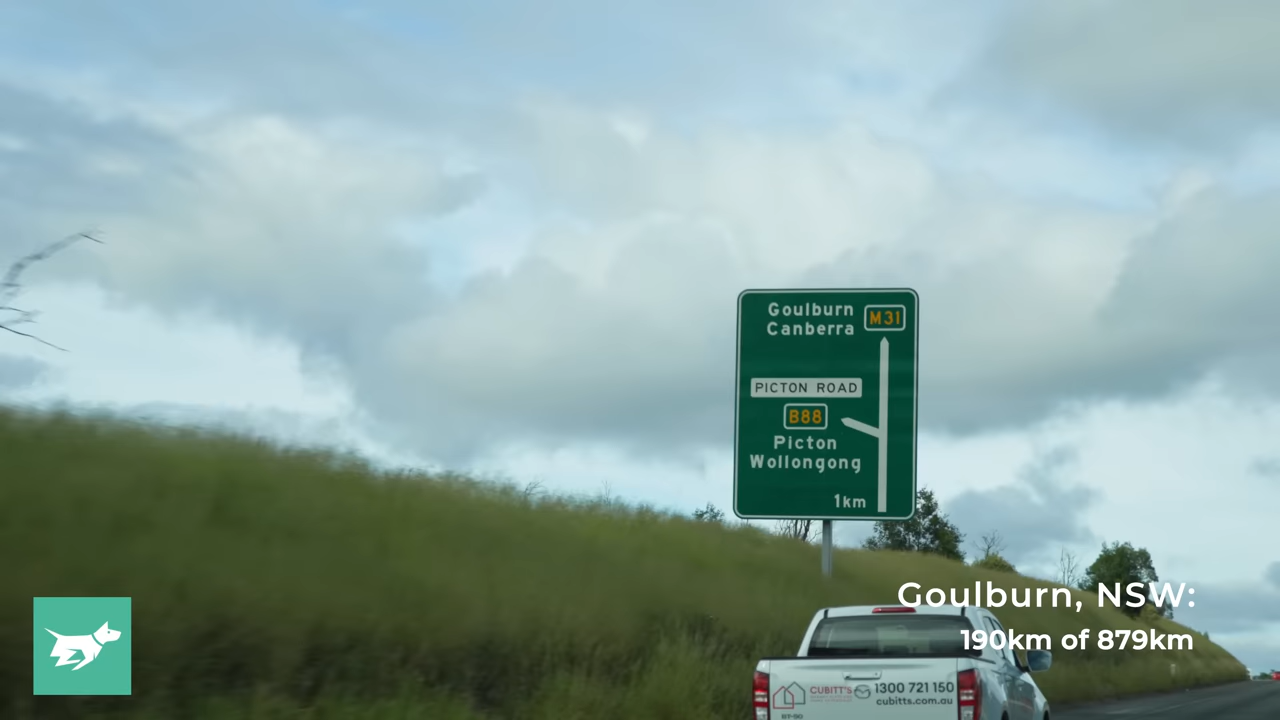 Goulburn
Canberra
M31
PICTON ROAD
B88
Picton
Wollongong
1km
Goulburn, NSW:
190km of 879km
CUBITT'S
1300 721 150
cubitts.com.au